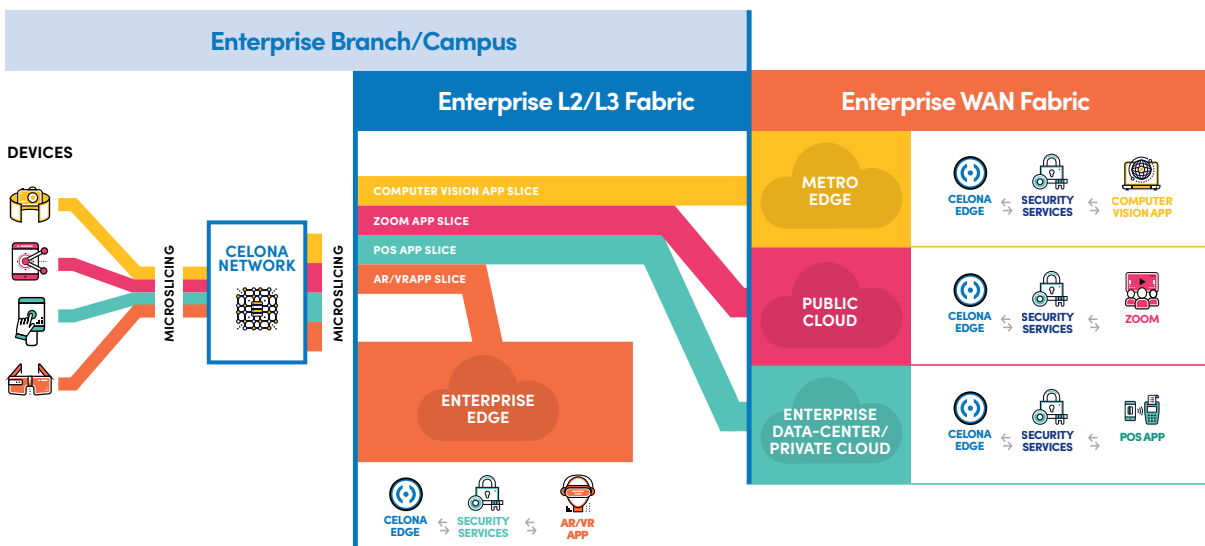 Enterprise Branch/Campus
Enterprise L2/L3 Fabric
Enterprise WAN Fabric
DEVICES
MICROSLICING
CELONA
NETWORK
MICROSLICING
COMPUTER VISION APP SLICE
ZOOM APP SLICE
POS APP SLICE
AR/VRAPP SLICE
ENTERPRISE
EDGE
CELONA
EDGE
SECURITY
SERVICES
AR/VR
APP
METRO
EDGE
CELONA
EDGE
SECURITY
SERVICES
COMPUTER
VISION APP
PUBLIC
CLOUD
CELONA
EDGE
SECURITY
SERVICES
ZOOM
ENTERPRISE
DATA-CENTER/
PRIVATE CLOUD
CELONA
EDGE
SECURITY
SERVICES
POS APP